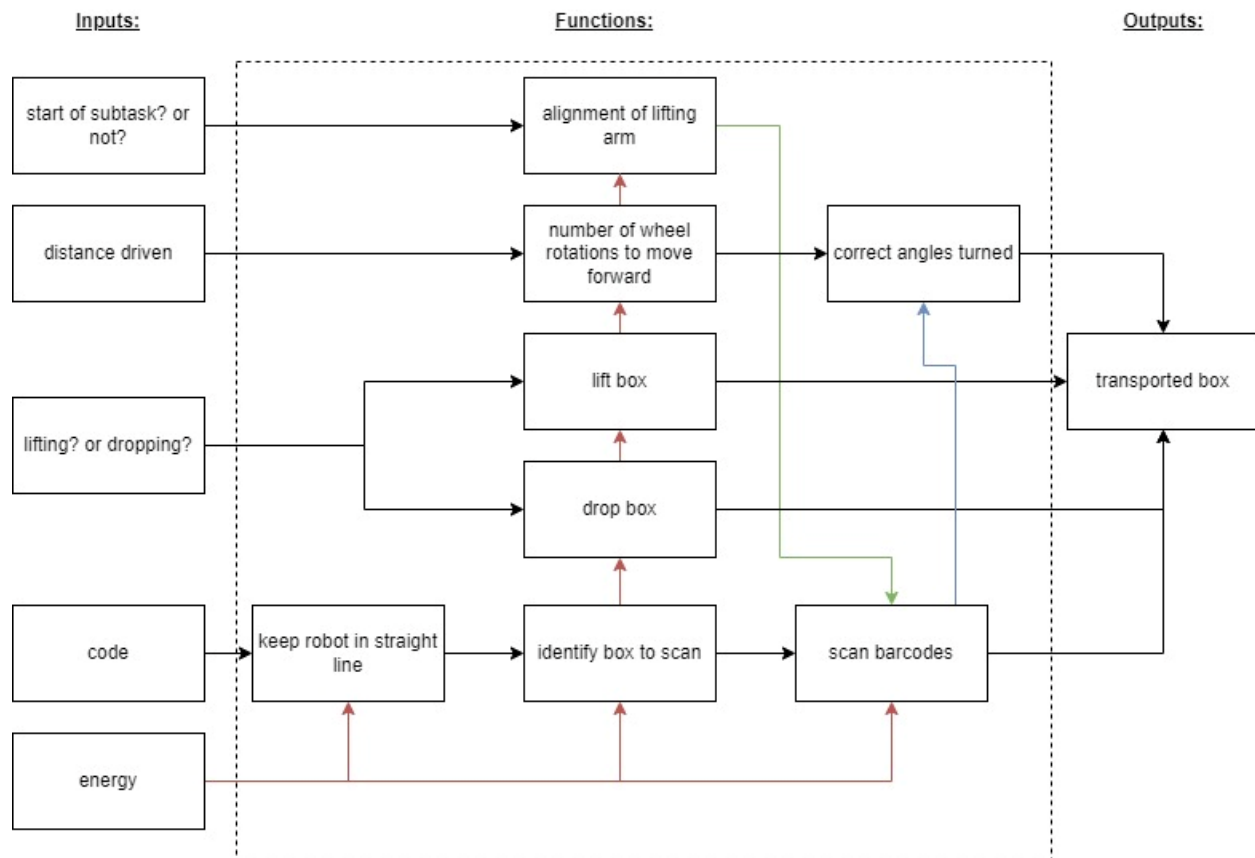 Inputs:
Functions:
Outputs:
start of subtask? or
not?
alignment of lifting
arm
distance driven
number of wheel
rotations to move
forward
correct angles turned
lift box
transported box
lifting? or dropping?
drop box
code
keep robot in straight
line
identify box to scan
scan barcodes
energy